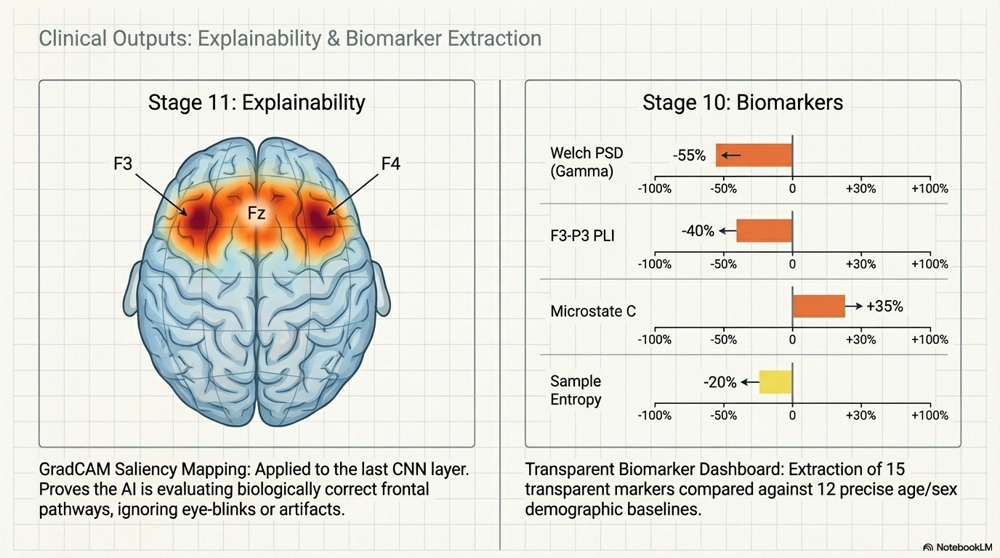 Clinical Outputs: Explainability & Biomarker Extraction
Stage 11: Explainability
F3
F4
Fz
GradCAM Saliency Mapping: Applied to the last CNN layer.
Proves the AI is evaluating biologically correct frontal
pathways, ignoring eye-blinks or artifacts.
Stage 10: Biomarkers
Welch PSD
(Gamma)
-55%
-100% -50% 0 +30% +100%
F3-P3 PLI
-40%
-100% -50% 0 +30% +100%
Microstate C
+35%
-100% -50% 0 +30% +100%
Sample
Entropy
-20%
-100% -50% 0 +30% +100%
Transparent Biomarker Dashboard: Extraction of 15
transparent markers compared against 12 precise age/sex
demographic baselines.
NotebookLM